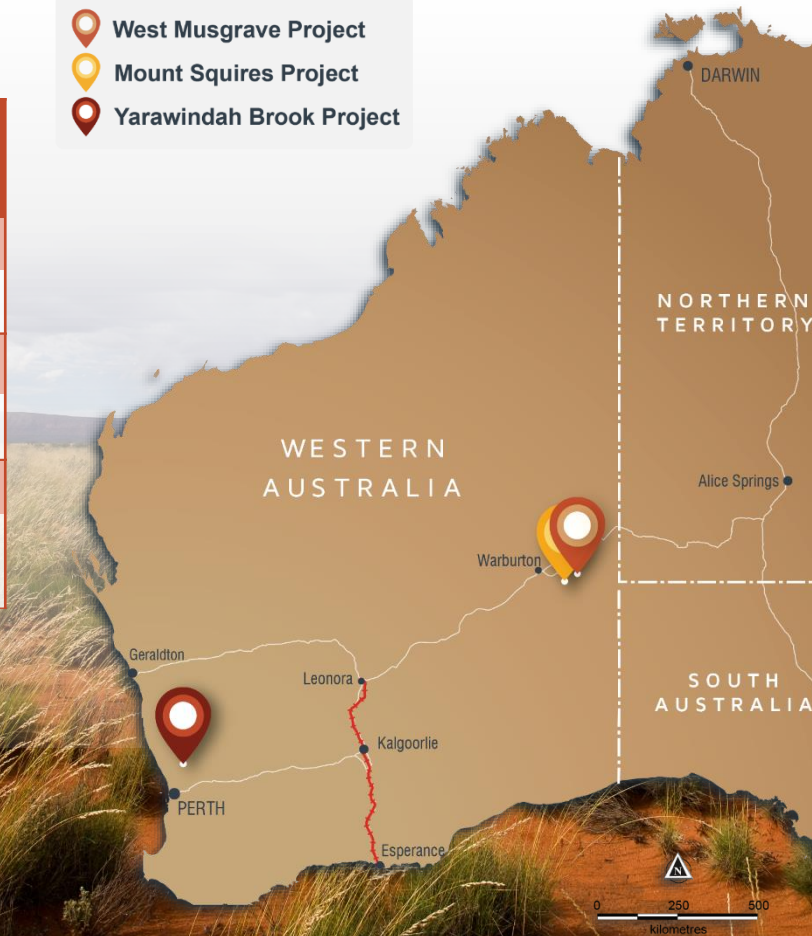 West Musgrave Project
Mount Squires Project
Yarawindah Brook Project
DARWIN
NORTHERN
TERRITORY
WESTERN
AUSTRALIA
Alice Springs
Warburton
Geraldton
Leonora
SOUTH
AUSTRALIA
Kalgoorlie
PERTH
Esperance
N
0 250 500
kilometres